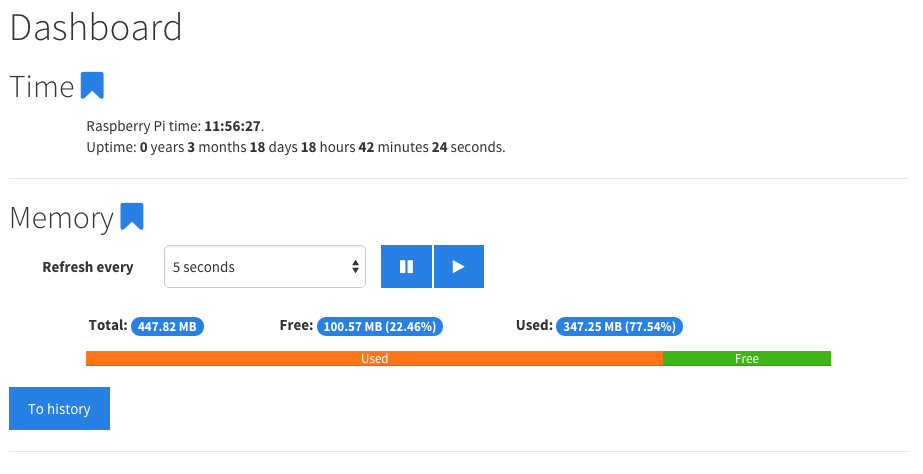 Dashboard
Time
Raspberry Pi time: 11:56:27.
Uptime: 0 years 3 months 18 days 18 hours 42 minutes 24 seconds.
Memory
Refresh every 5 seconds
Total: 447.82 MB Free: 100.57 MB (22.46%) Used: 347.25 MB (77.54%)
Used Free
To history